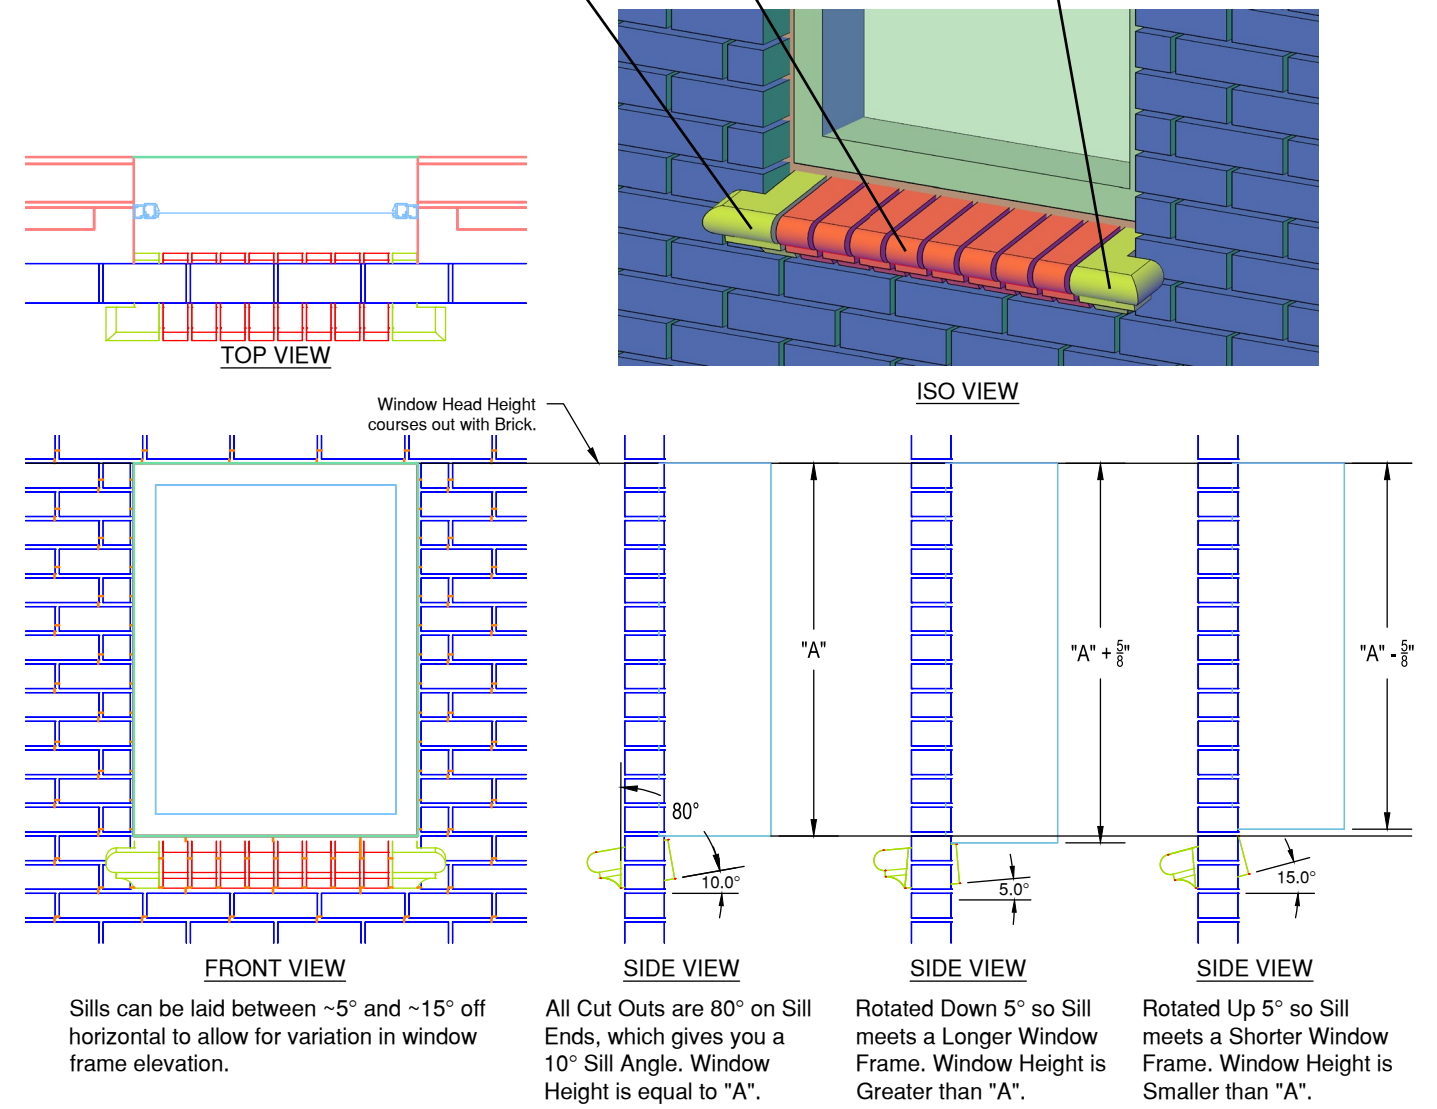 TOP VIEW
ISO VIEW
Window Head Height
courses out with Brick.
"A"
"A" + 5/8"
"A" - 5/8"
80°
10.0°
5.0°
15.0°
FRONT VIEW
Sills can be laid between ~5° and ~15° off
horizontal to allow for variation in window
frame elevation.
SIDE VIEW
All Cut Outs are 80° on Sill
Ends, which gives you a
10° Sill Angle. Window
Height is equal to "A".
SIDE VIEW
Rotated Down 5° so Sill
meets a Longer Window
Frame. Window Height is
Greater than "A".
SIDE VIEW
Rotated Up 5° so Sill
meets a Shorter Window
Frame. Window Height is
Smaller than "A".